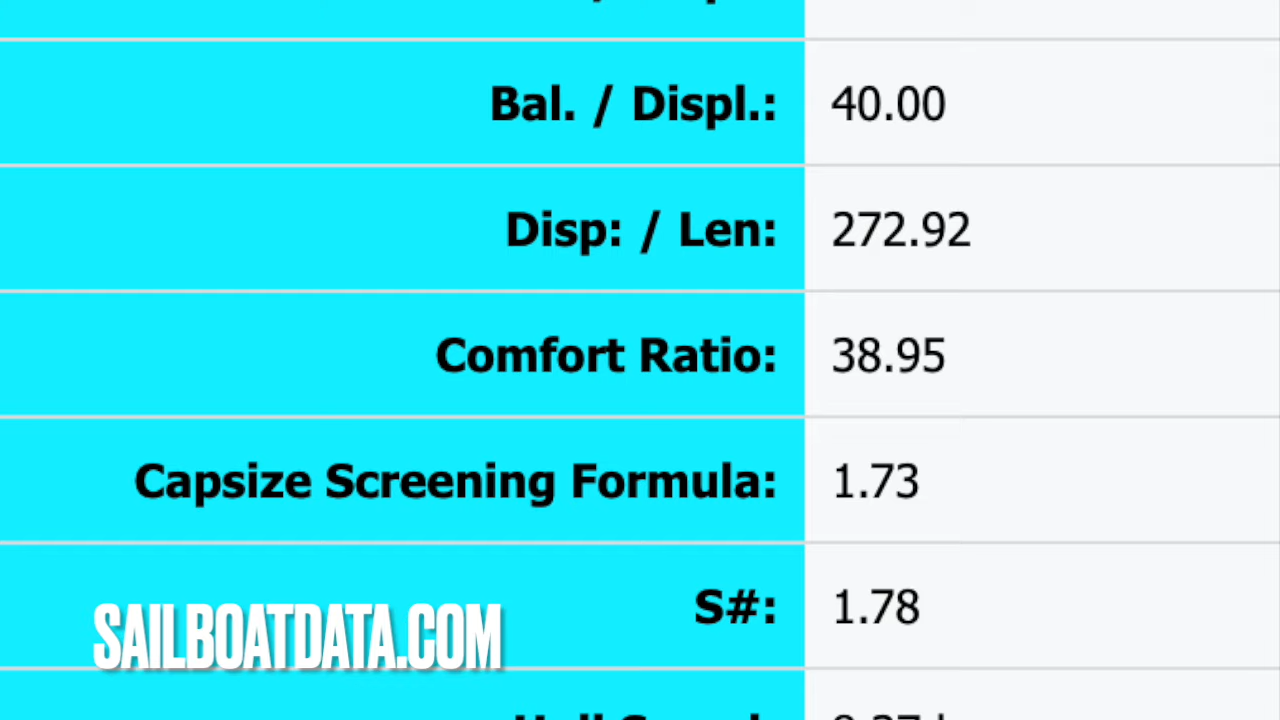 Bal. / Displ.: 40.00
Disp: / Len: 272.92
Comfort Ratio: 38.95
Capsize Screening Formula: 1.73
S#: 1.78
SAILBOATDATA.COM